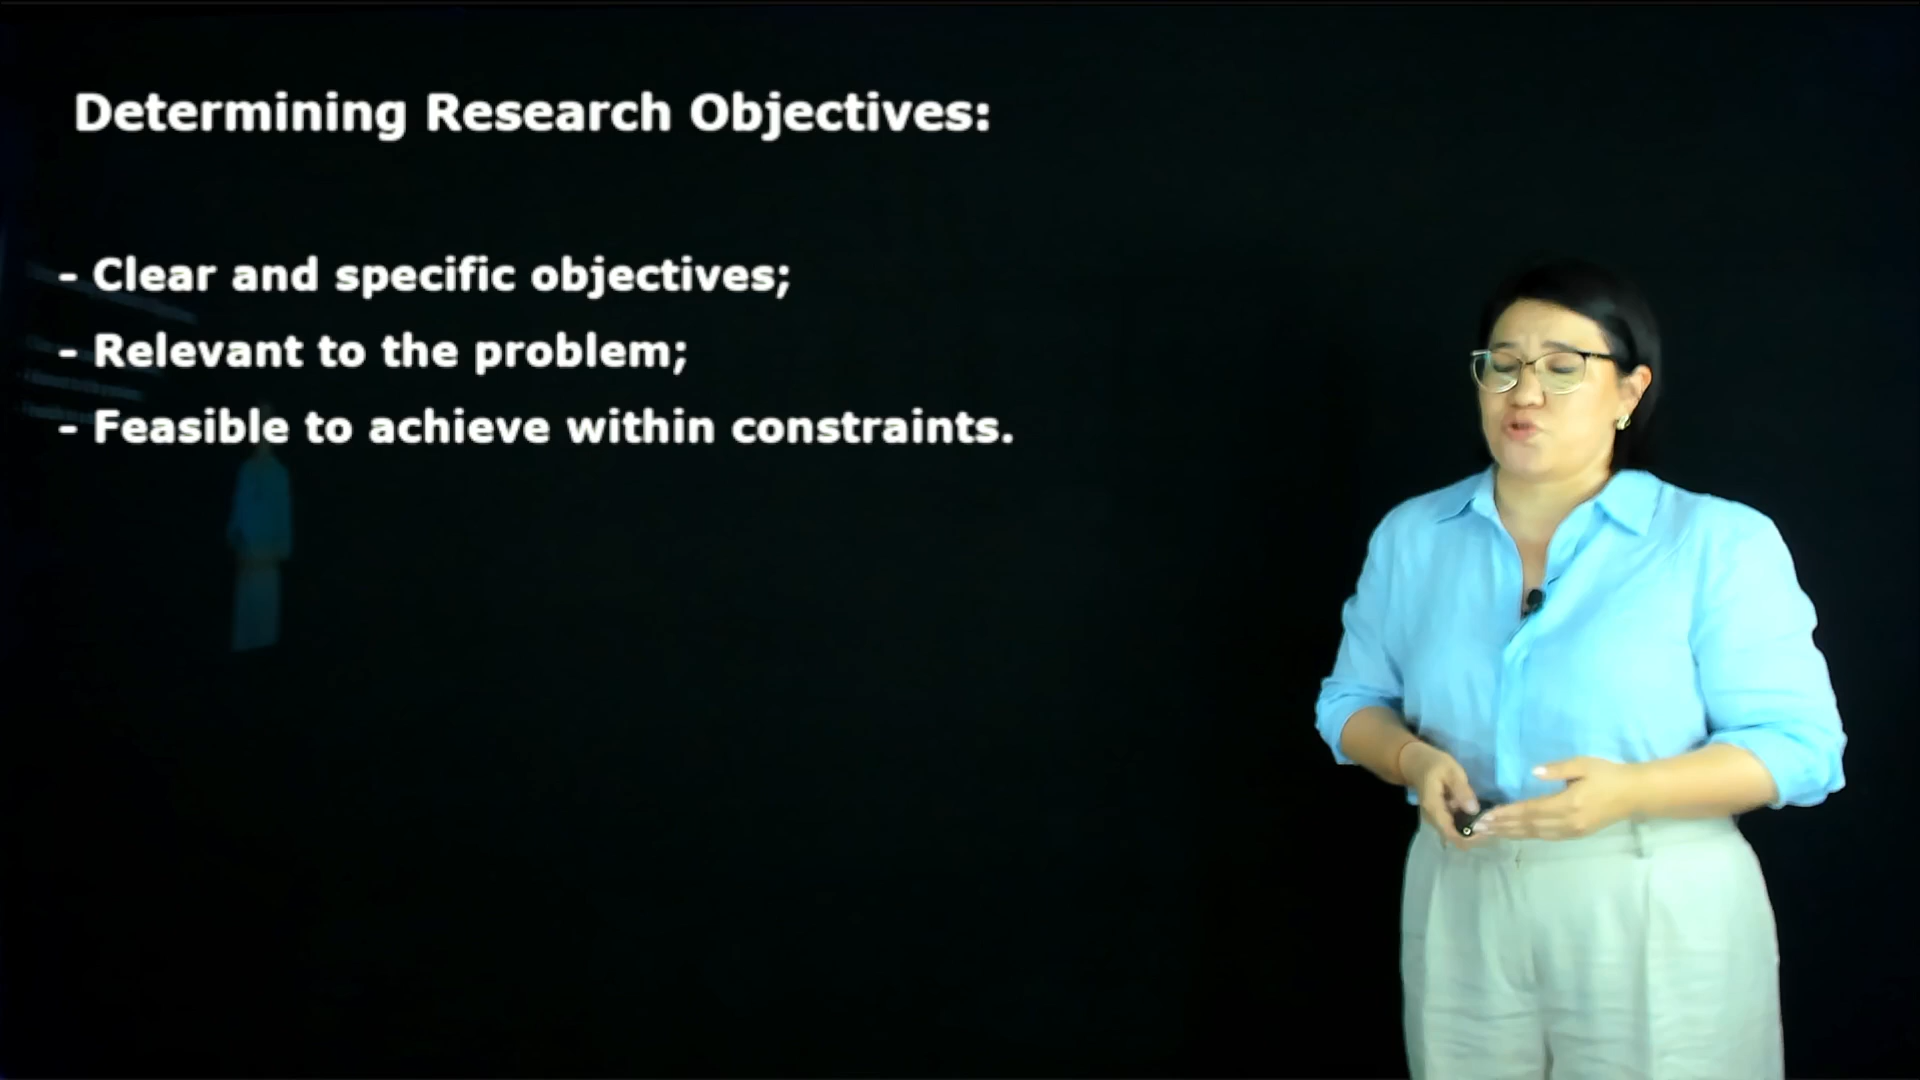 Determining Research Objectives:
- Clear and specific objectives;
- Relevant to the problem;
- Feasible to achieve within constraints.